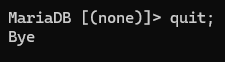 MariaDB [(none)]> quit;
Bye